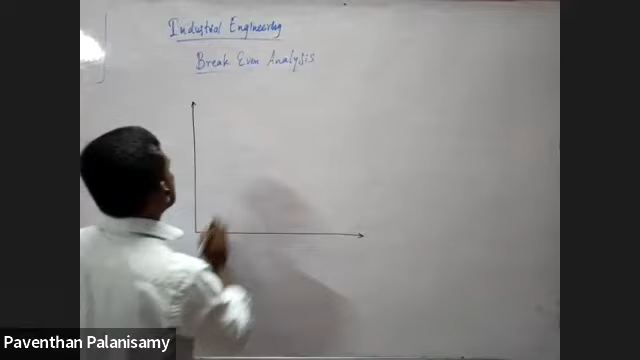 Industrial Engineering
Break Even Analysis
Paventhan Palanisamy